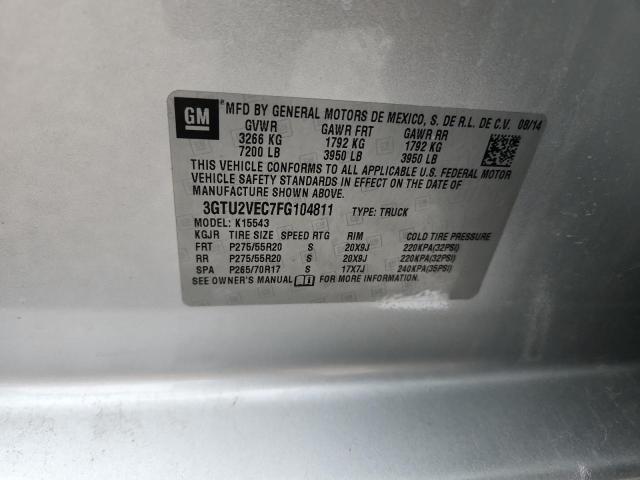 GM
® MFD BY GENERAL MOTORS DE MEXICO, S. DE R.L. DE C.V. 08/14
GVWR GAWR FRT GAWR RR
3266 KG 1792 KG 1792 KG
7200 LB 3950 LB 3950 LB
THIS VEHICLE CONFORMS TO ALL APPLICABLE U.S. FEDERAL MOTOR
VEHICLE SAFETY STANDARDS IN EFFECT ON THE DATE OF
MANUFACTURE SHOWN ABOVE.
3GTU2VEC7FG104811 TYPE: TRUCK
MODEL: K15543
KGJR TIRE SIZE SPEED RTG RIM COLD TIRE PRESSURE
FRT P275/55R20 S 20X9J 220KPA(32PSI)
RR P275/55R20 S 20X9J 220KPA(32PSI)
SPA P265/70R17 S 17X7J 240KPA(35PSI)
SEE OWNER'S MANUAL FOR MORE INFORMATION.